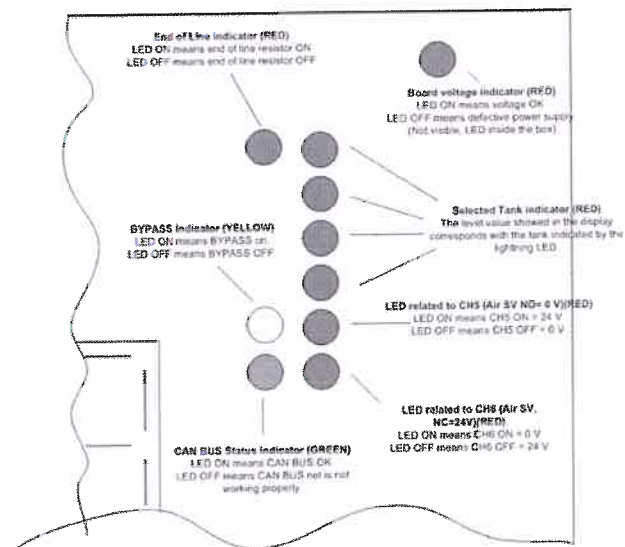 End of Line indicator (RED)
LED ON means end of line resistor ON
LED OFF means end of line resistor OFF
Board voltage indicator (RED)
LED ON means voltage OK
LED OFF means defective power supply
(Not visible, LED inside the box)
Selected Tank indicator (RED)
The level value showed in the display
corresponds with the tank indicated by the
lightning LED
BYPASS indicator (YELLOW)
LED ON means BYPASS on
LED OFF means BYPASS OFF
LED related to CH5 (Air SV NG= 0 V)(RED)
LED ON means CH5 ON = 24 V
LED OFF means CH5 OFF = 0 V
LED related to CH6 (Air SV,
NC=24V)(RED)
LED ON means CH6 ON = 0 V
LED OFF means CH6 OFF = 24 V
CAN BUS Status indicator (GREEN)
LED ON means CAN BUS OK
LED OFF means CAN BUS net is not
working properly